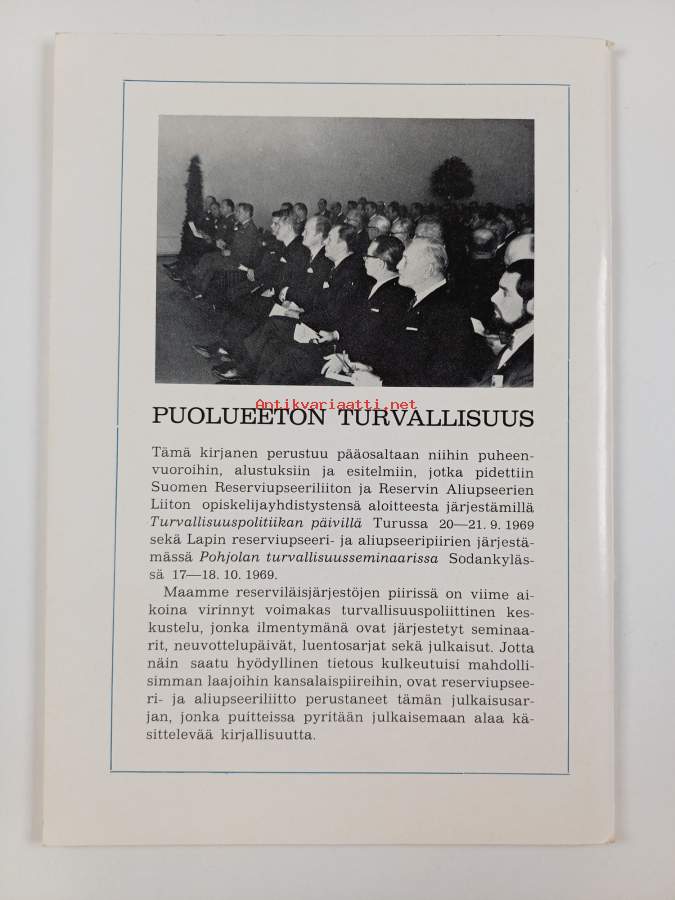 Antikvariaatti.net
PUOLUEETON TURVALLISUUS
Tämä kirjanen perustuu pääosaltaan niihin puheen-
vuoroihin, alustuksiin ja esitelmiin, jotka pidettiin
Suomen Reserviupseeriliiton ja Reservin Aliupseerien
Liiton opiskelijayhdistystensä aloitteesta järjestämillä
Turvallisuuspolitiikan päivillä Turussa 20—21. 9. 1969
sekä Lapin reserviupseeri- ja aliupseeripiirien järjestä-
mässä Pohjolan turvallisuusseminaarissa Sodankyläs-
sä 17—18. 10. 1969.
Maamme reserviläisjärjestöjen piirissä on viime ai-
koina virinnyt voimakas turvallisuuspoliittinen kes-
kustelu, jonka ilmentymänä ovat järjestetyt seminaa-
rit, neuvottelupäivät, luentosarjat sekä julkaisut. Jotta
näin saatu hyödyllinen tietous kulkeutuisi mahdolli-
simman laajoihin kansalaispiireihin, ovat reserviupsee-
ri- ja aliupseeriliitto perustaneet tämän julkaisusar-
jan, jonka puitteissa pyritään julkaisemaan alaa kä-
sittelevää kirjallisuutta.